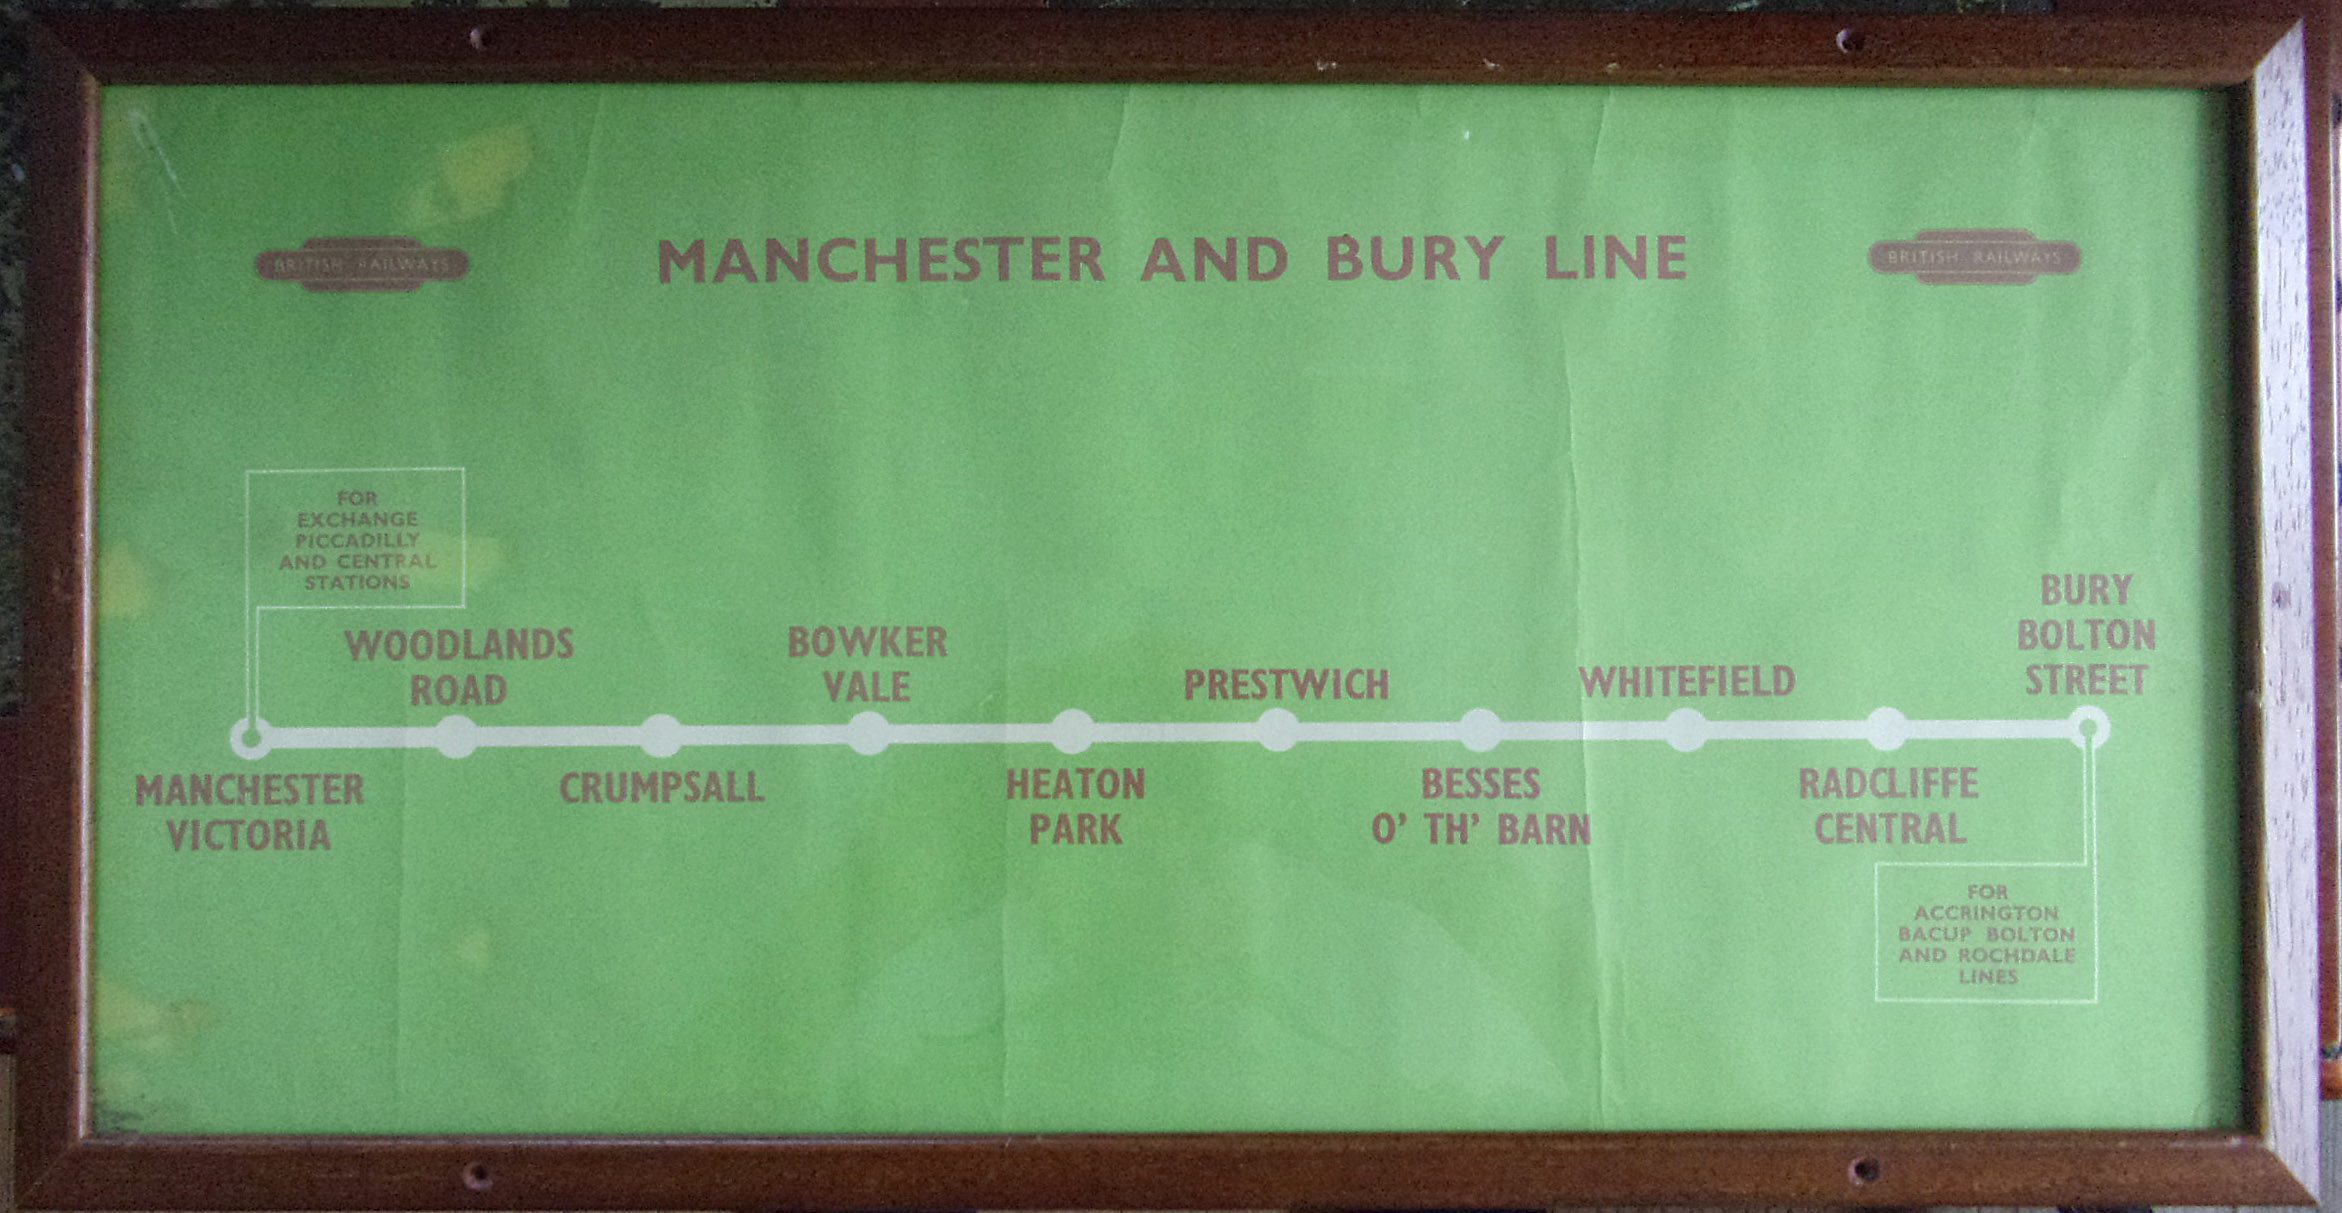 BRITISH RAILWAYS
MANCHESTER AND BURY LINE
BRITISH RAILWAYS
FOR
EXCHANGE
PICCADILLY
AND CENTRAL
STATIONS
MANCHESTER
VICTORIA
WOODLANDS
ROAD
CRUMPSALL
BOWKER
VALE
HEATON
PARK
PRESTWICH
BESSES
O' TH' BARN
WHITEFIELD
RADCLIFFE
CENTRAL
BURY
BOLTON
STREET
FOR
ACCRINGTON
BACUP BOLTON
AND ROCHDALE
LINES